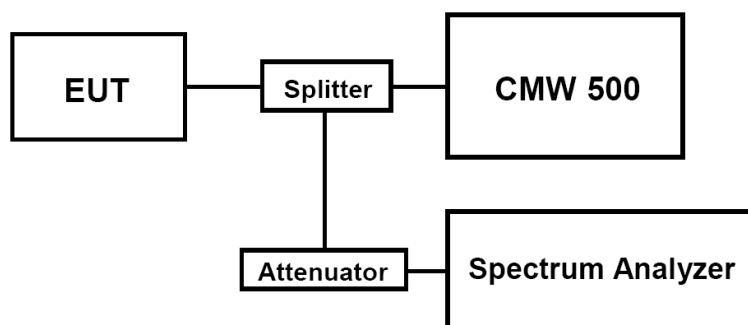 EUT
Splitter
CMW 500
Attenuator
Spectrum Analyzer